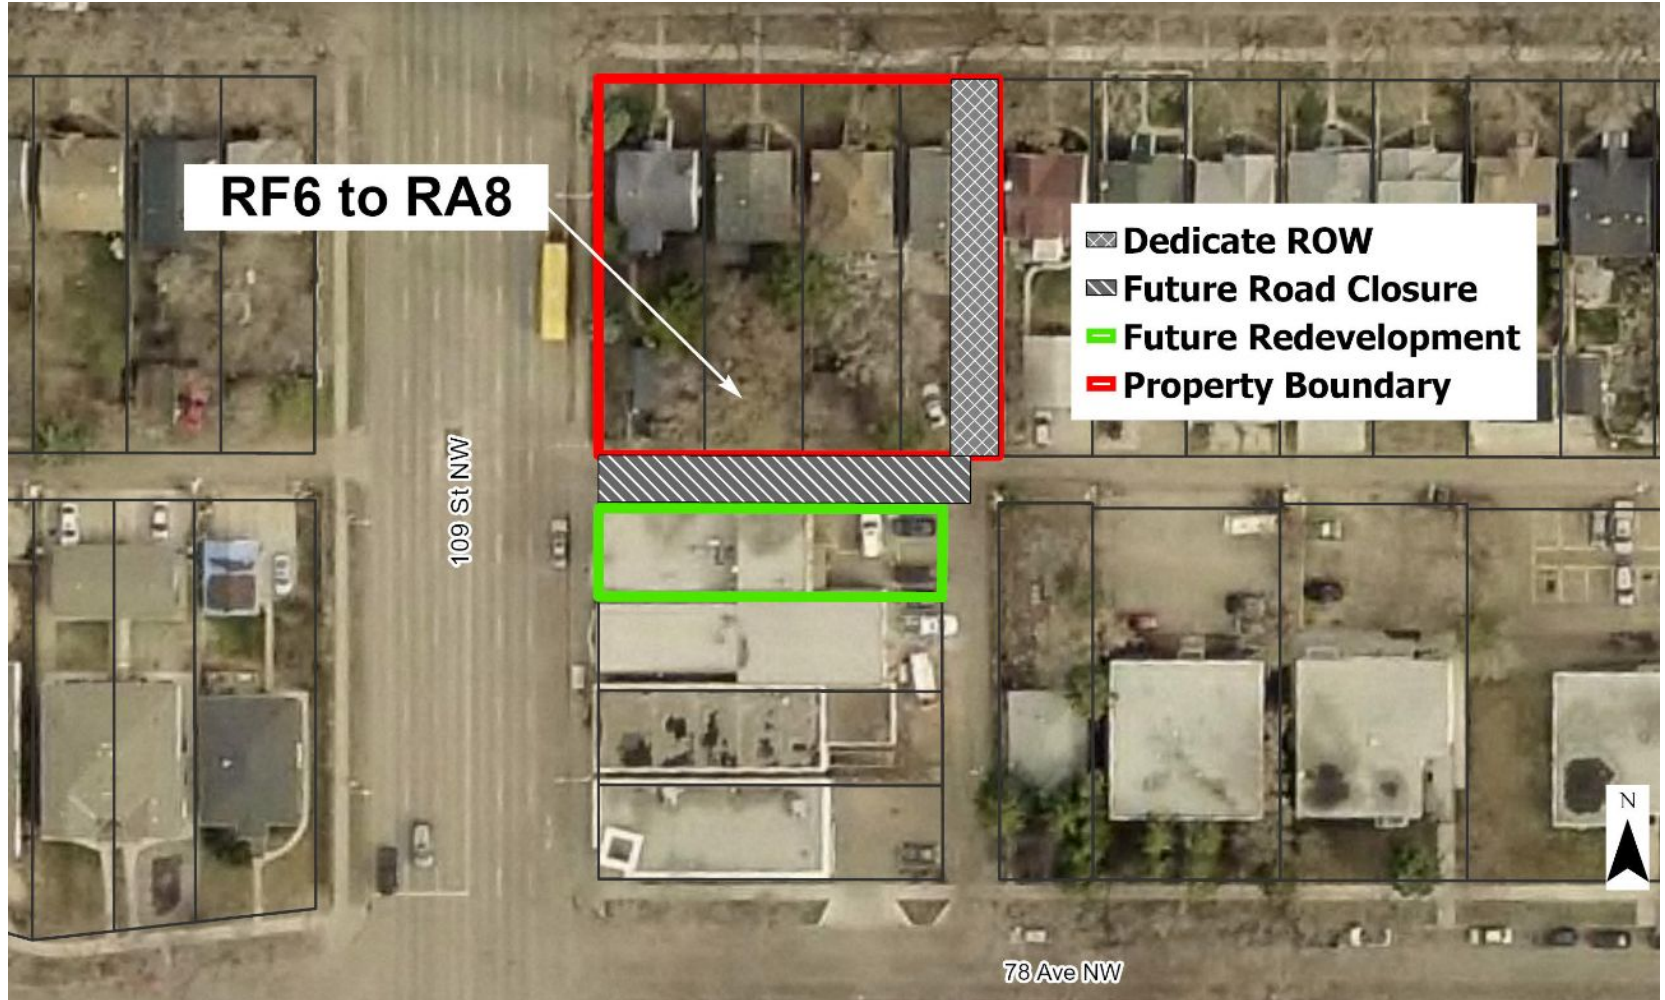 RF6 to RA8
Dedicate ROW
Future Road Closure
Future Redevelopment
Property Boundary
109 St NW
N
78 Ave NW